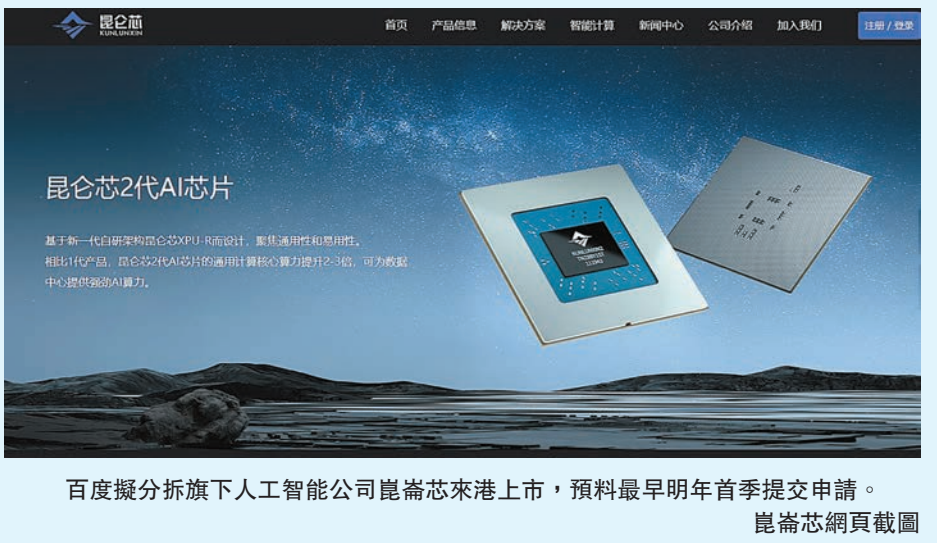 昆仑芯
KUNLUNXIN
首页 产品信息 解决方案 智能计算 新闻中心 公司介绍 加入我们 注册 / 登录
昆仑芯2代AI芯片
基于新一代自研架构昆仑芯XPU-R而设计，聚焦通用性和易用性。
相比1代产品，昆仑芯2代AI芯片的通用计算核心算力提升2-3倍，可为数据
中心提供强劲AI算力。
百度擬分拆旗下人工智能公司崑崙芯來港上市，預料最早明年首季提交申請。
崑崙芯網頁截圖